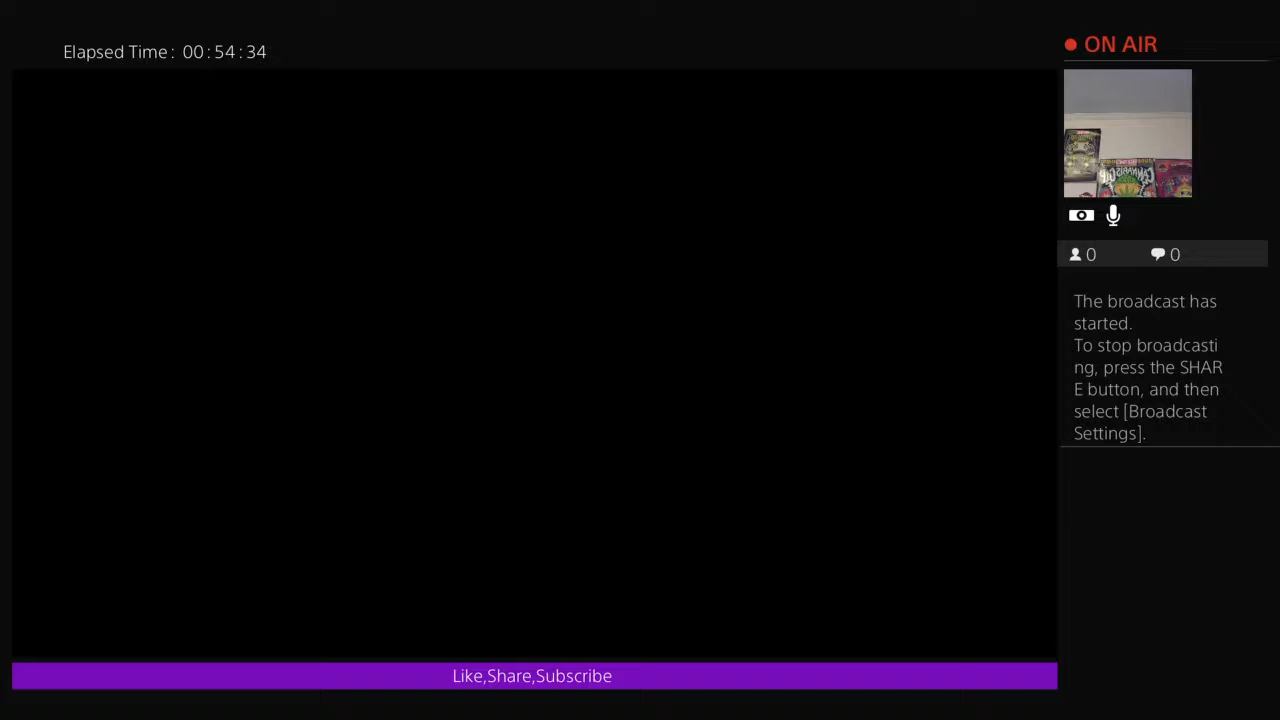 Elapsed Time: 00:54:34
ON AIR
0 0
The broadcast has
started.
To stop broadcasti
ng, press the SHAR
E button, and then
select [Broadcast
Settings].
Like,Share,Subscribe